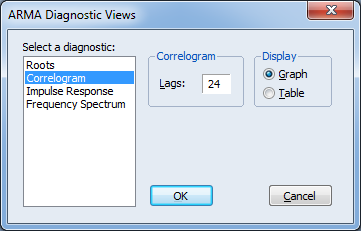 ARMA Diagnostic Views
Select a diagnostic:
Roots
Correlogram
Impulse Response
Frequency Spectrum
Correlogram
Lags: 24
Display
Graph
Table
OK
Cancel